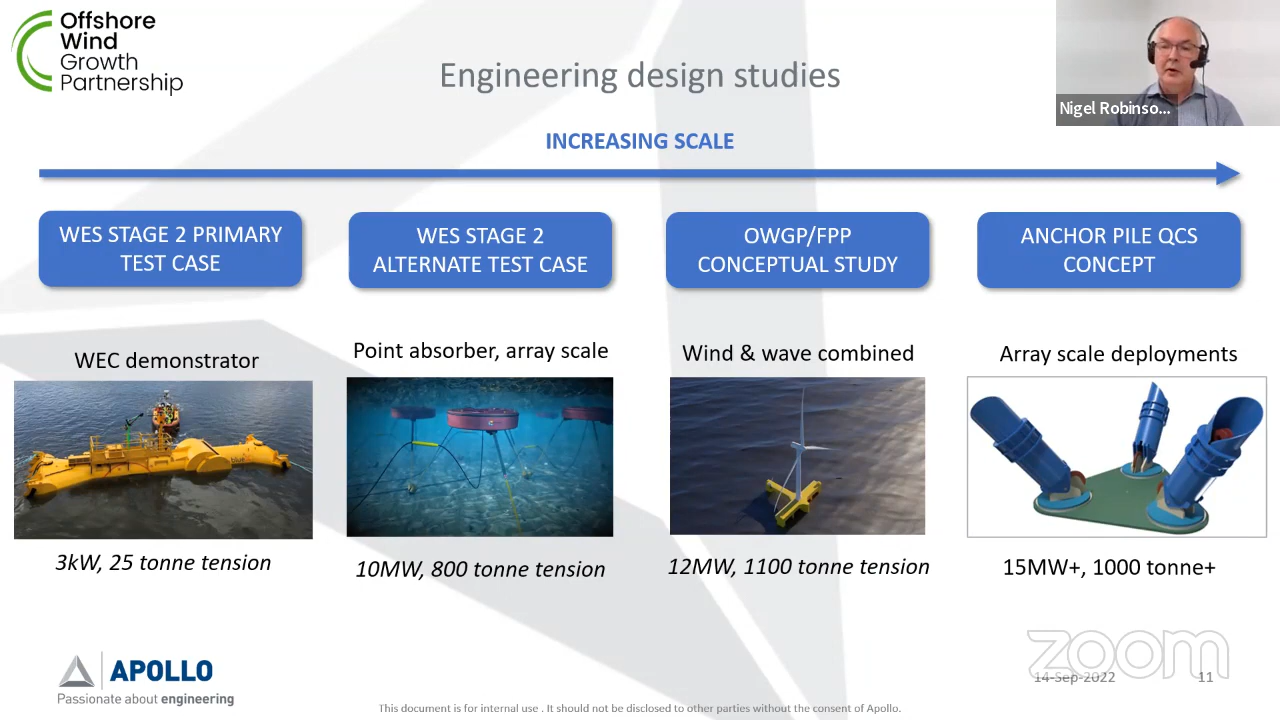 Offshore
Wind
Growth
Partnership
Engineering design studies
Nigel Robinso...
INCREASING SCALE
WES STAGE 2 PRIMARY
TEST CASE
WES STAGE 2
ALTERNATE TEST CASE
OWGP/FPP
CONCEPTUAL STUDY
ANCHOR PILE QCS
CONCEPT
WEC demonstrator
Point absorber, array scale
Wind & wave combined
Array scale deployments
3kW, 25 tonne tension
10MW, 800 tonne tension
12MW, 1100 tonne tension
15MW+, 1000 tonne+
APOLLO
Passionate about engineering
zoom
14-Sep-2022
11
This document is for internal use . It should not be disclosed to other parties without the consent of Apollo.